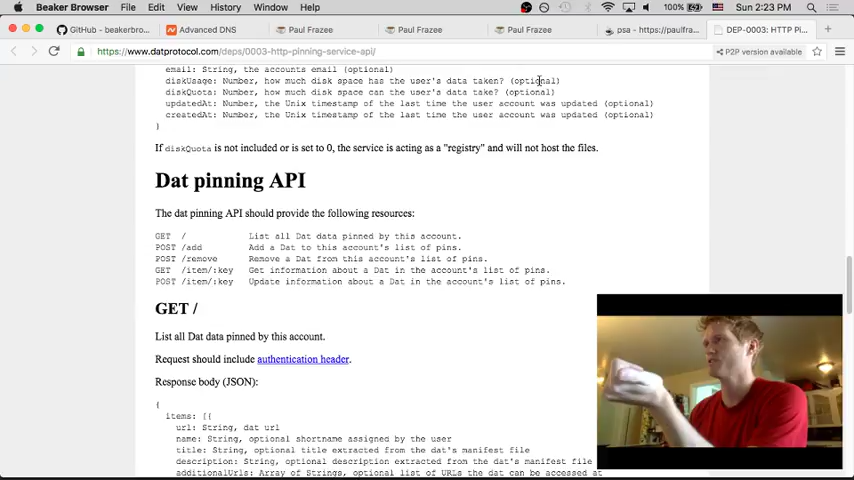 Beaker Browser File Edit View History Window Help 100% Sun 2:23 PM
GitHub - beakerbro... Advanced DNS Paul Frazee Paul Frazee Paul Frazee psa - https://paulfra... DEP-0003: HTTP Pi...
https://www.datprotocol.com/deps/0003-http-pinning-service-api/ P2P version available
email: String, the accounts email (optional)
diskUsage: Number, how much disk space has the user's data taken? (optional)
diskQuota: Number, how much disk space can the user's data take? (optional)
updatedAt: Number, the Unix timestamp of the last time the user account was updated (optional)
createdAt: Number, the Unix timestamp of the last time the user account was updated (optional)
}
If diskQuota is not included or is set to 0, the service is acting as a "registry" and will not host the files.
Dat pinning API
The dat pinning API should provide the following resources:
GET / List all Dat data pinned by this account.
POST /add Add a Dat to this account's list of pins.
POST /remove Remove a Dat from this account's list of pins.
GET /item/:key Get information about a Dat in the account's list of pins.
POST /item/:key Update information about a Dat in the account's list of pins.
GET /
List all Dat data pinned by this account.
Request should include authentication header.
Response body (JSON):
{
items: [{
url: String, dat url
name: String, optional shortname assigned by the user
title: String, optional title extracted from the dat's manifest file
description: String, optional description extracted from the dat's manifest file
additionalUrls: Array of Strings, optional list of URLs the dat can be accessed at